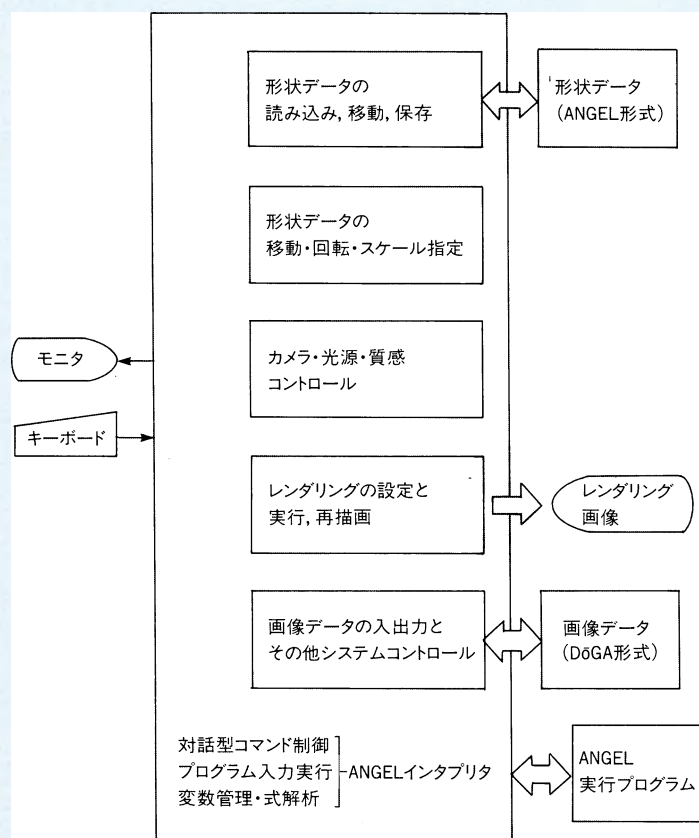 形状データの
読み込み,移動,保存
形状データ
(ANGEL形式)
形状データの
移動・回転・スケール指定
モニタ
カメラ・光源・質感
コントロール
キーボード
レンダリングの設定と
実行,再描画
レンダリング
画像
画像データの入出力と
その他システムコントロール
画像データ
(DōGA形式)
対話型コマンド制御
プログラム入力実行
変数管理・式解析
ANGELインタプリタ
ANGEL
実行プログラム